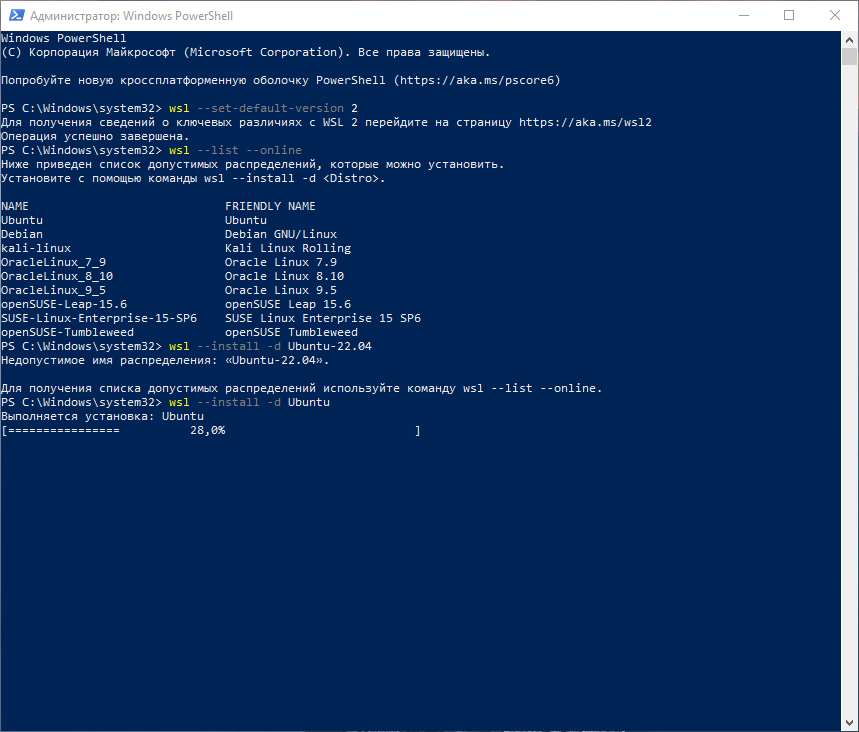 Администратор: Windows PowerShell
Windows PowerShell
(C) Корпорация Майкрософт (Microsoft Corporation). Все права защищены.
Попробуйте новую кроссплатформенную оболочку PowerShell (https://aka.ms/pscore6)
PS C:\Windows\system32> wsl --set-default-version 2
Для получения сведений о ключевых различиях с WSL 2 перейдите на страницу https://aka.ms/wsl2
Операция успешно завершена.
PS C:\Windows\system32> wsl --list --online
Ниже приведен список допустимых распределений, которые можно установить.
Установите с помощью команды wsl --install -d <Distro>.
NAME                            FRIENDLY NAME
Ubuntu                          Ubuntu
Debian                          Debian GNU/Linux
kali-linux                      Kali Linux Rolling
OracleLinux_7_9                 Oracle Linux 7.9
OracleLinux_8_10                Oracle Linux 8.10
OracleLinux_9_5                 Oracle Linux 9.5
openSUSE-Leap-15.6              openSUSE Leap 15.6
SUSE-Linux-Enterprise-15-SP6    SUSE Linux Enterprise 15 SP6
openSUSE-Tumbleweed             openSUSE Tumbleweed
PS C:\Windows\system32> wsl --install -d Ubuntu-22.04
Недопустимое имя распределения: «Ubuntu-22.04».
Для получения списка допустимых распределений используйте команду wsl --list --online.
PS C:\Windows\system32> wsl --install -d Ubuntu
Выполняется установка: Ubuntu
[================          28,0%                           ]